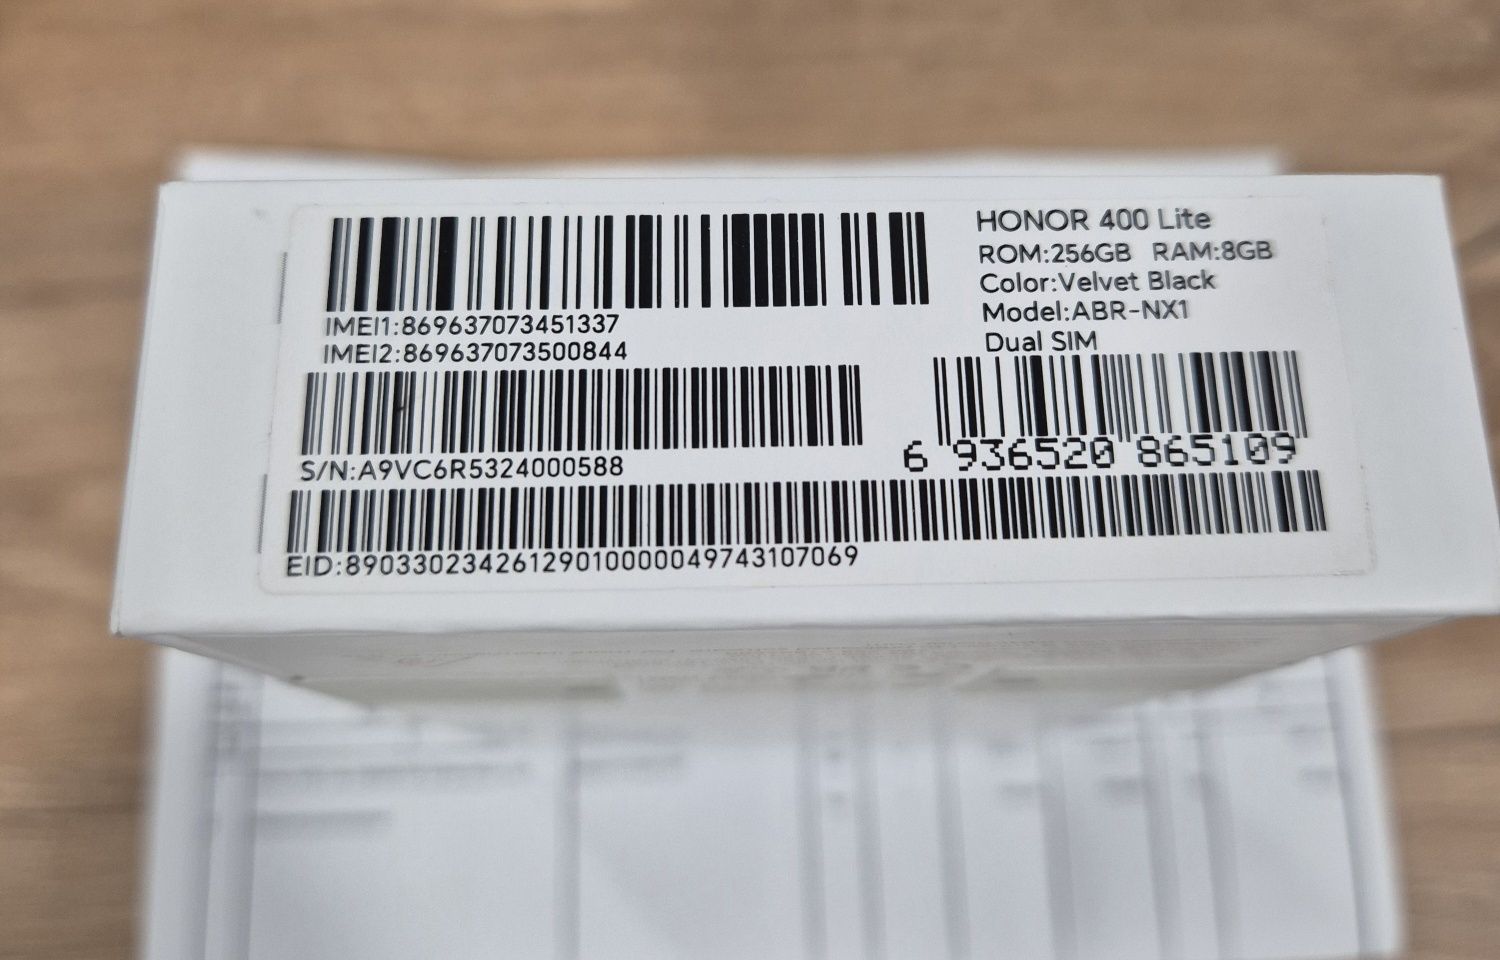 HONOR 400 Lite
ROM:256GB RAM:8GB
Color:Velvet Black
Model:ABR-NX1
Dual SIM
IMEI1:869637073451337
IMEI2:869637073500844
S/N:A9VC6R5324000588
6 936520 865109
EID:89033023426129010000049743107069